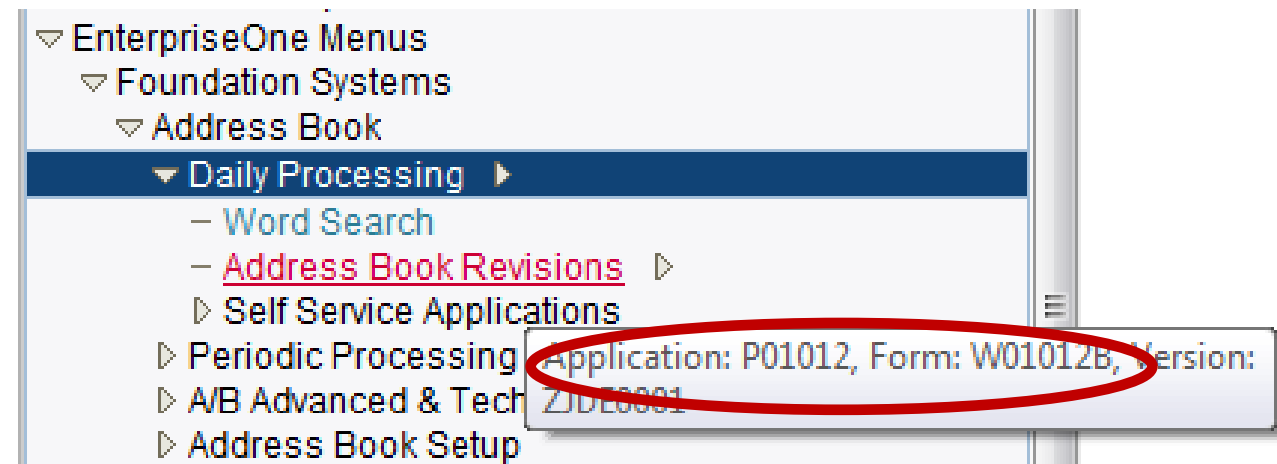 EnterpriseOne Menus
Foundation Systems
Address Book
Daily Processing
Word Search
Address Book Revisions
Self Service Applications
Periodic Processing
Application: P01012, Form: W01012B, Version:
ZJDE0001
A/B Advanced & Tech
Address Book Setup